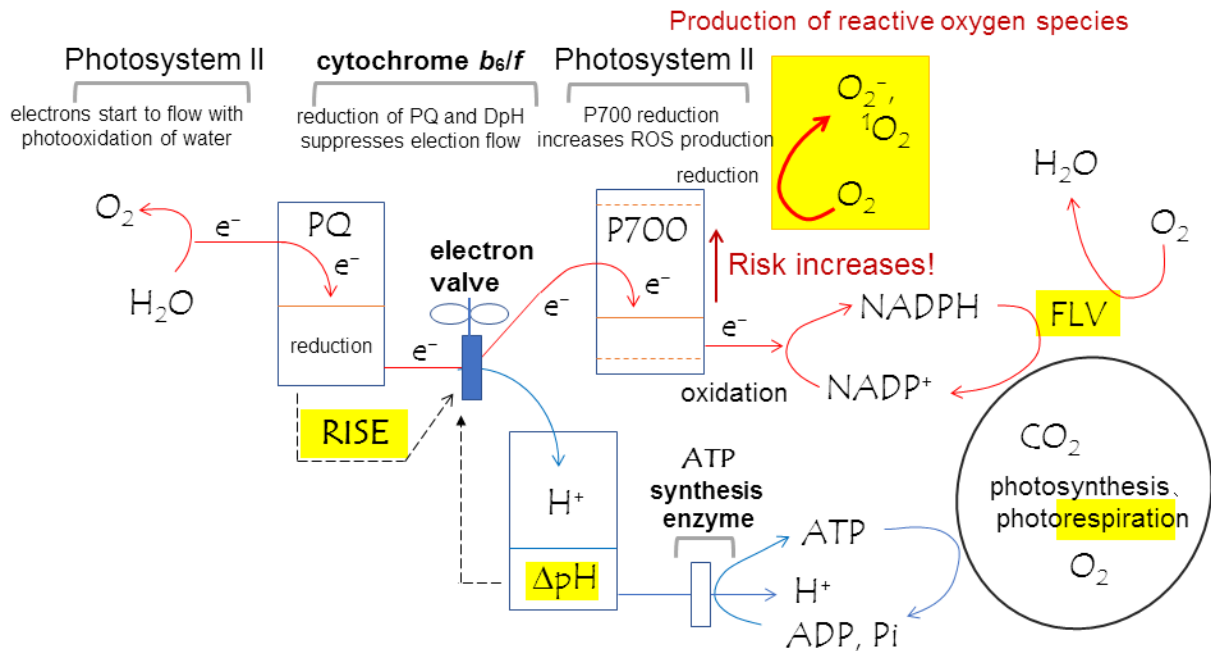 Production of reactive oxygen species
Photosystem II
cytochrome b₆/f
Photosystem II
electrons start to flow with
photooxidation of water
reduction of PQ and DpH
suppresses election flow
P700 reduction
increases ROS production
reduction
O₂⁻,
¹O₂
O₂
H₂O
O₂
O₂
H₂O
e⁻
PQ
e⁻
reduction
e⁻
electron
valve
e⁻
P700
e⁻
Risk increases!
e⁻
oxidation
NADPH
NADP⁺
FLV
RISE
H⁺
ΔpH
ATP
synthesis
enzyme
ATP
H⁺
ADP, Pi
CO₂
photosynthesis、
photorespiration
O₂